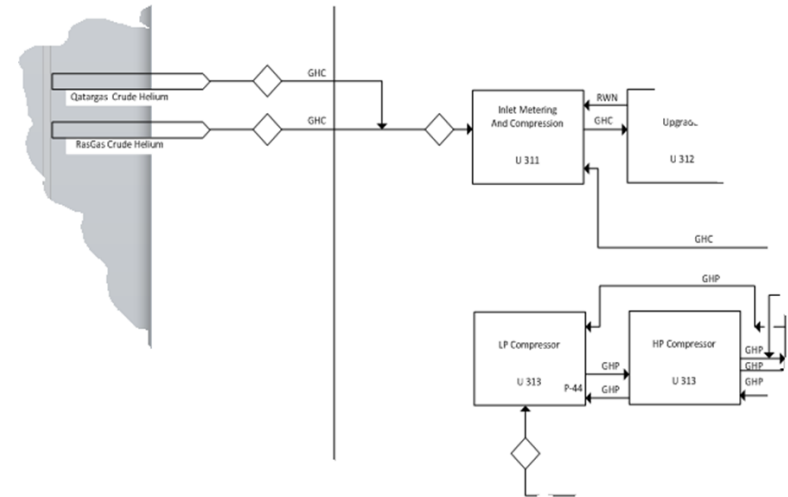 GHC
Qatargas Crude Helium
GHC
RasGas Crude Helium
Inlet Metering
And Compression
U 311
RWN
GHC
U 312
GHC
GHP
LP Compressor
U 313
P-44
GHP
GHP
HP Compressor
U 313
GHP
GHP
GHP